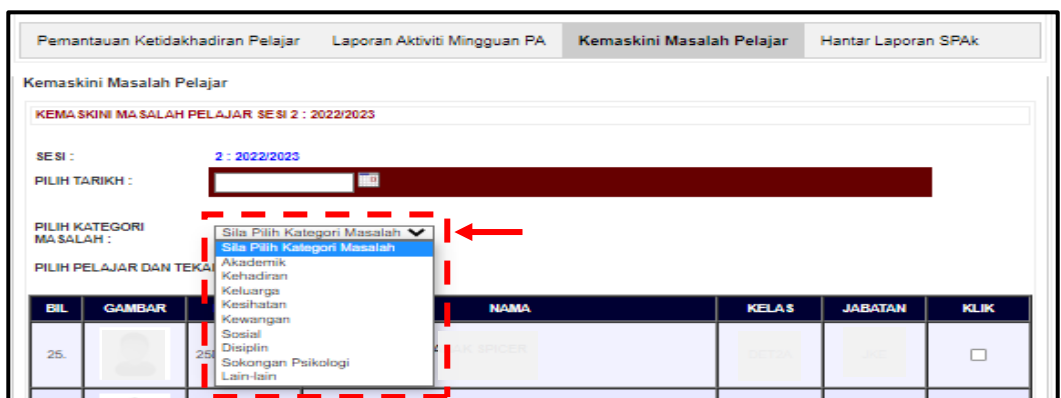 Pemantauan Ketidakhadiran Pelajar Laporan Aktiviti Mingguan PA Kemaskini Masalah Pelajar Hantar Laporan SPAk
Kemaskini Masalah Pelajar
KEMASKINI MASALAH PELAJAR SESI 2 : 2022/2023
SESI : 2 : 2022/2023
PILIH TARIKH :
PILIH KATEGORI
MASALAH :
Sila Pilih Kategori Masalah
Sila Pilih Kategori Masalah
Akademik
Kehadiran
Keluarga
Kesihatan
Kewangan
Sosial
Disiplin
Sokongan Psikologi
Lain-lain
PILIH PELAJAR DAN
BIL GAMBAR NAMA KELAS JABATAN KLIK
25. SPICER